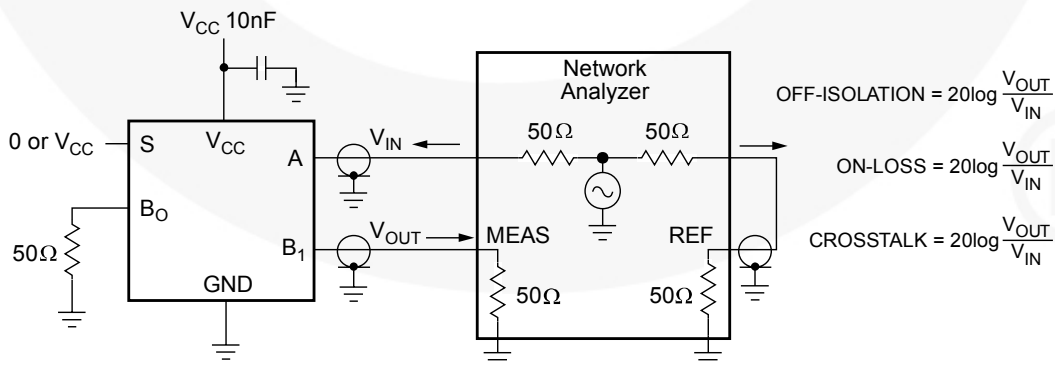 V_CC 10nF
Network
Analyzer
OFF-ISOLATION = 20log V_OUT / V_IN
0 or V_CC
S
V_CC
A
V_IN
50Ω
50Ω
ON-LOSS = 20log V_OUT / V_IN
B_O
50Ω
B_1
V_OUT
MEAS
REF
CROSSTALK = 20log V_OUT / V_IN
GND
50Ω
50Ω